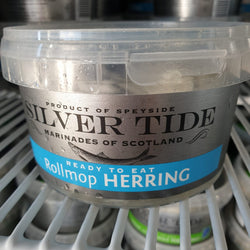 PRODUCT OF SPEYSIDE
SILVER TIDE
MARINADES OF SCOTLAND
READY TO EAT
Rollmop HERRING